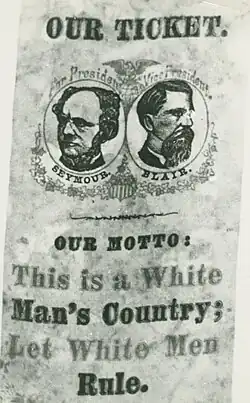 OUR TICKET.
For President
Vice President.
SEYMOUR.
BLAIR.
OUR MOTTO:
This is a White
Man's Country;
Let White Men
Rule.